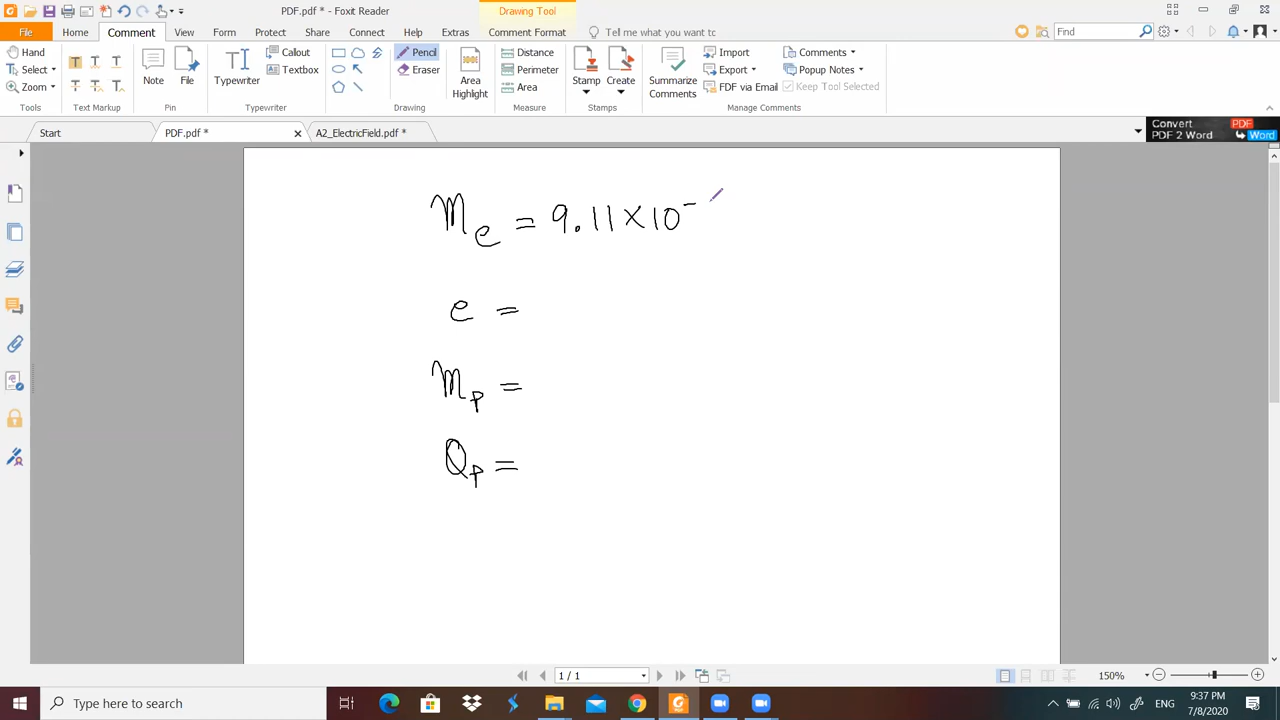 PDF.pdf * - Foxit Reader
Drawing Tool
File Home Comment View Form Protect Share Connect Help Extras Comment Format Tell me what you want tc Find
Hand Select Zoom Tools
T T T T T T Text Markup
Note File Pin
Typewriter Callout Textbox Typewriter
Pencil Eraser Drawing
Area Highlight Distance Perimeter Area Measure
Stamp Create Stamps
Summarize Comments Import Export FDF via Email Comments Popup Notes Keep Tool Selected Manage Comments
Start PDF.pdf * A2_ElectricField.pdf *
Convert PDF
PDF 2 Word Word
Me = 9.11×10⁻
e =
Mp =
Qp =
1 / 1 150%
Type here to search
ENG 9:37 PM
7/8/2020